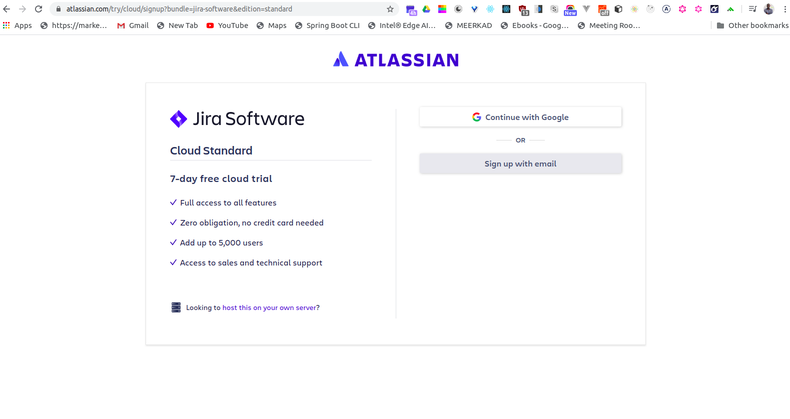 atlassian.com/try/cloud/signup?bundle=jira-software&edition=standard
Apps https://marke... Gmail New Tab YouTube Maps Spring Boot CLI Intel® Edge AI... MEERKAD Ebooks - Goog... Meeting Roo... Other bookmarks
ATLASSIAN
Jira Software
Cloud Standard
7-day free cloud trial
Full access to all features
Zero obligation, no credit card needed
Add up to 5,000 users
Access to sales and technical support
Looking to host this on your own server?
Continue with Google
OR
Sign up with email